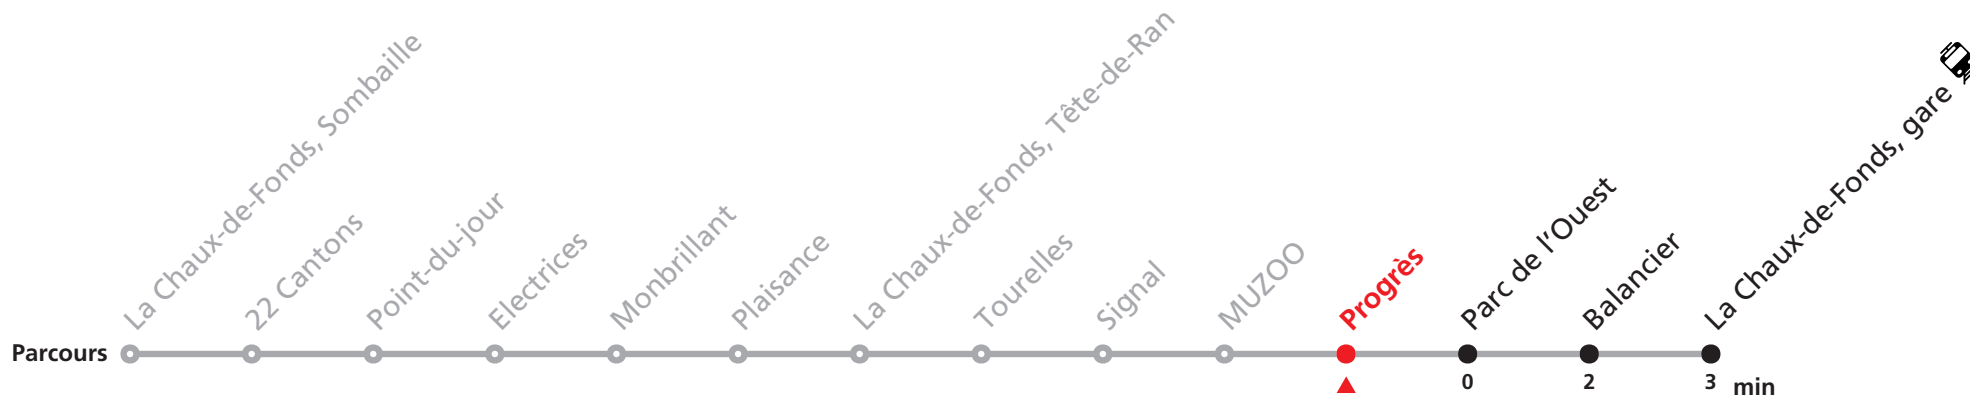 La Chaux-de-Fonds, Sombaille
22 Cantons
Point-du-jour
Electrices
Monbrillant
Plaisance
La Chaux-de-Fonds, Tête-de-Ran
Tourelles
Signal
MUZOO
Progrès
Parc de l'Ouest
Balancier
La Chaux-de-Fonds, gare
Parcours
0 2 3 min